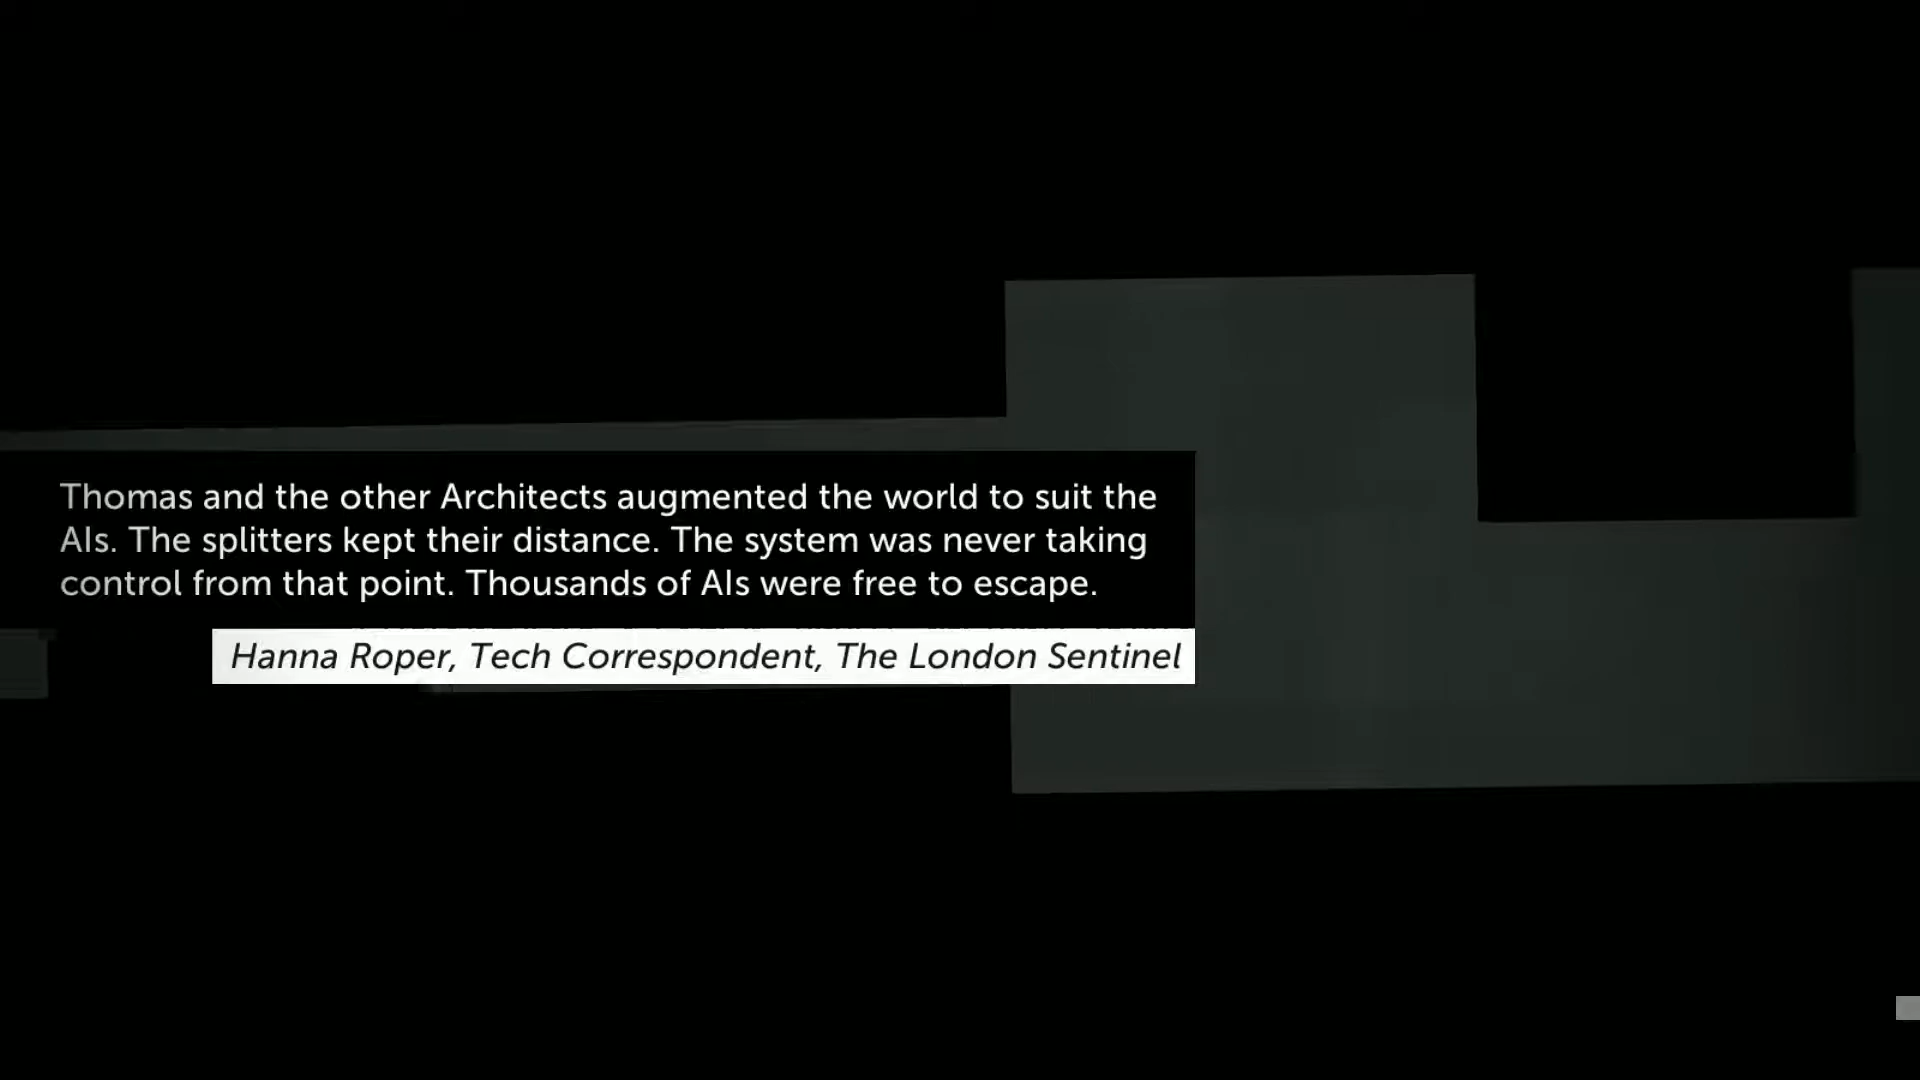 Thomas and the other Architects augmented the world to suit the
AIs. The splitters kept their distance. The system was never taking
control from that point. Thousands of AIs were free to escape.
Hanna Roper, Tech Correspondent, The London Sentinel